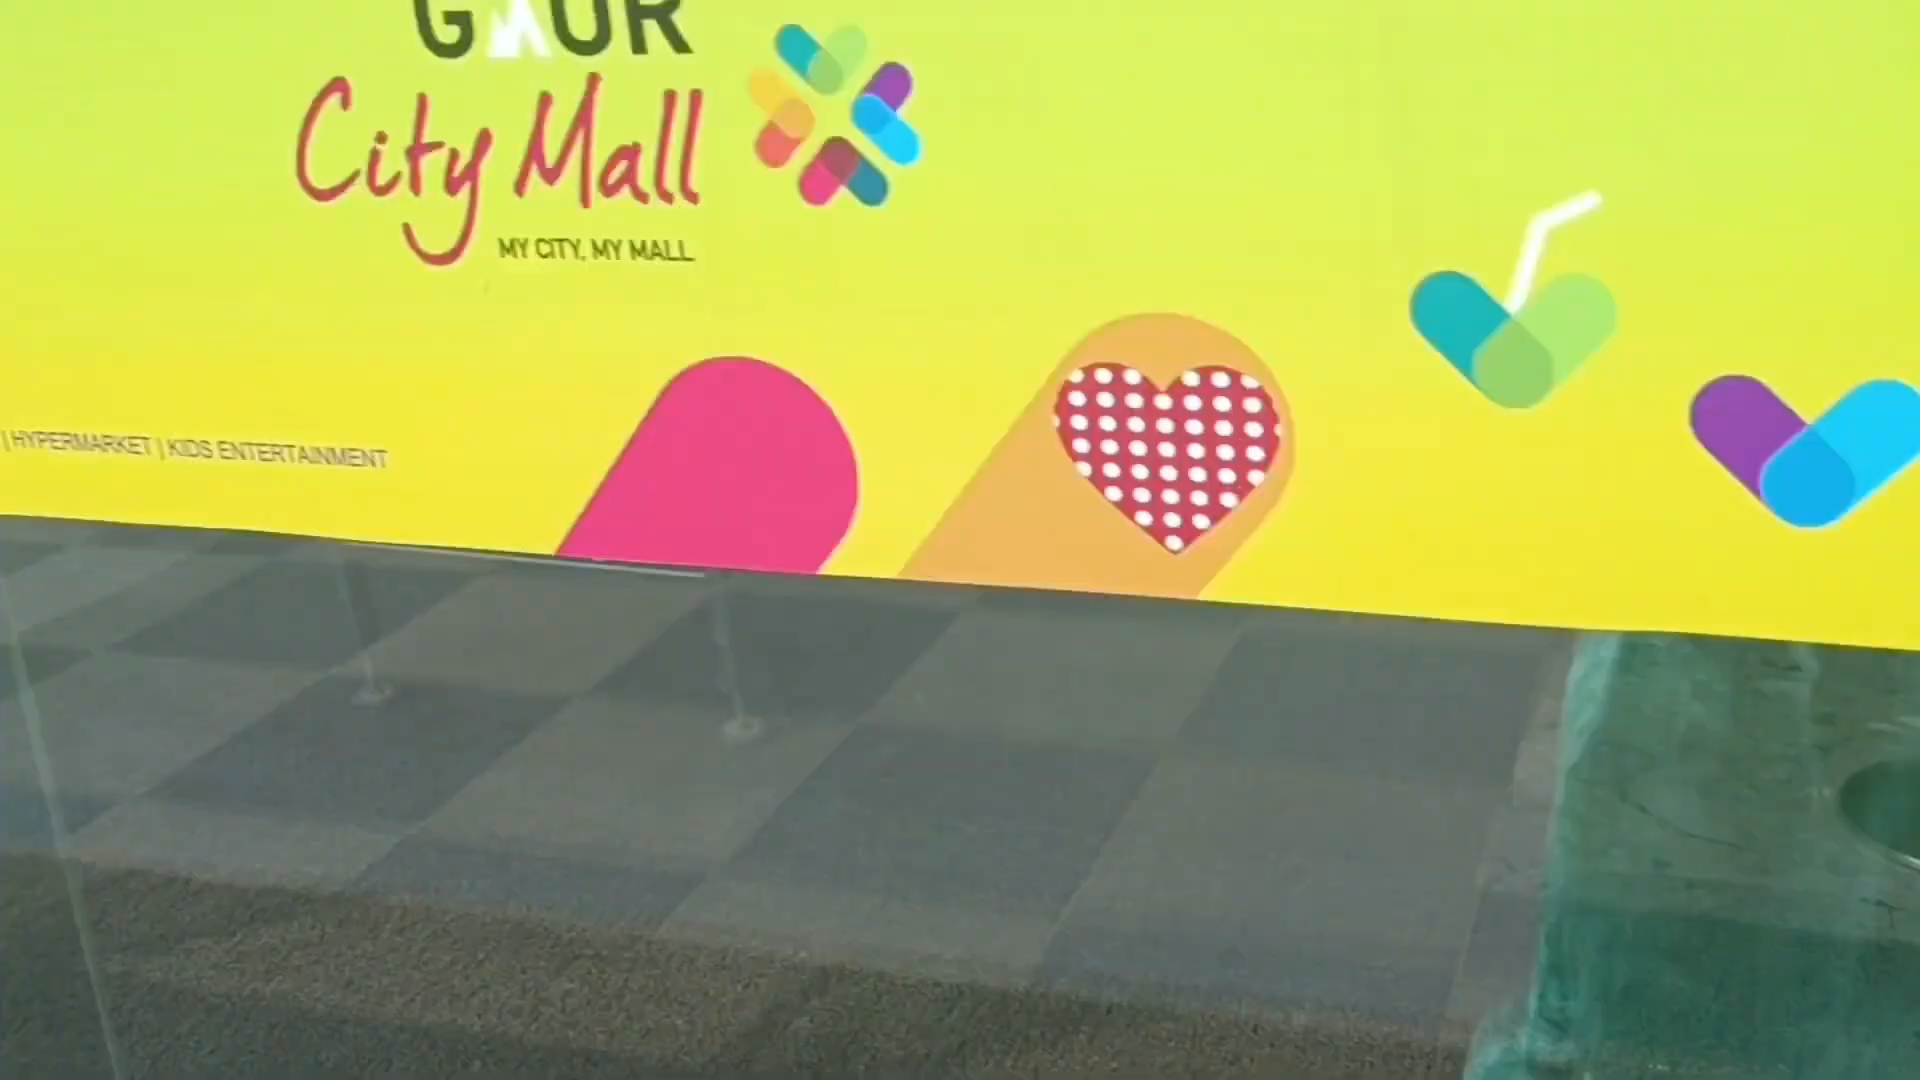 GAUR
City Mall
MY CITY, MY MALL
| HYPERMARKET | KIDS ENTERTAINMENT